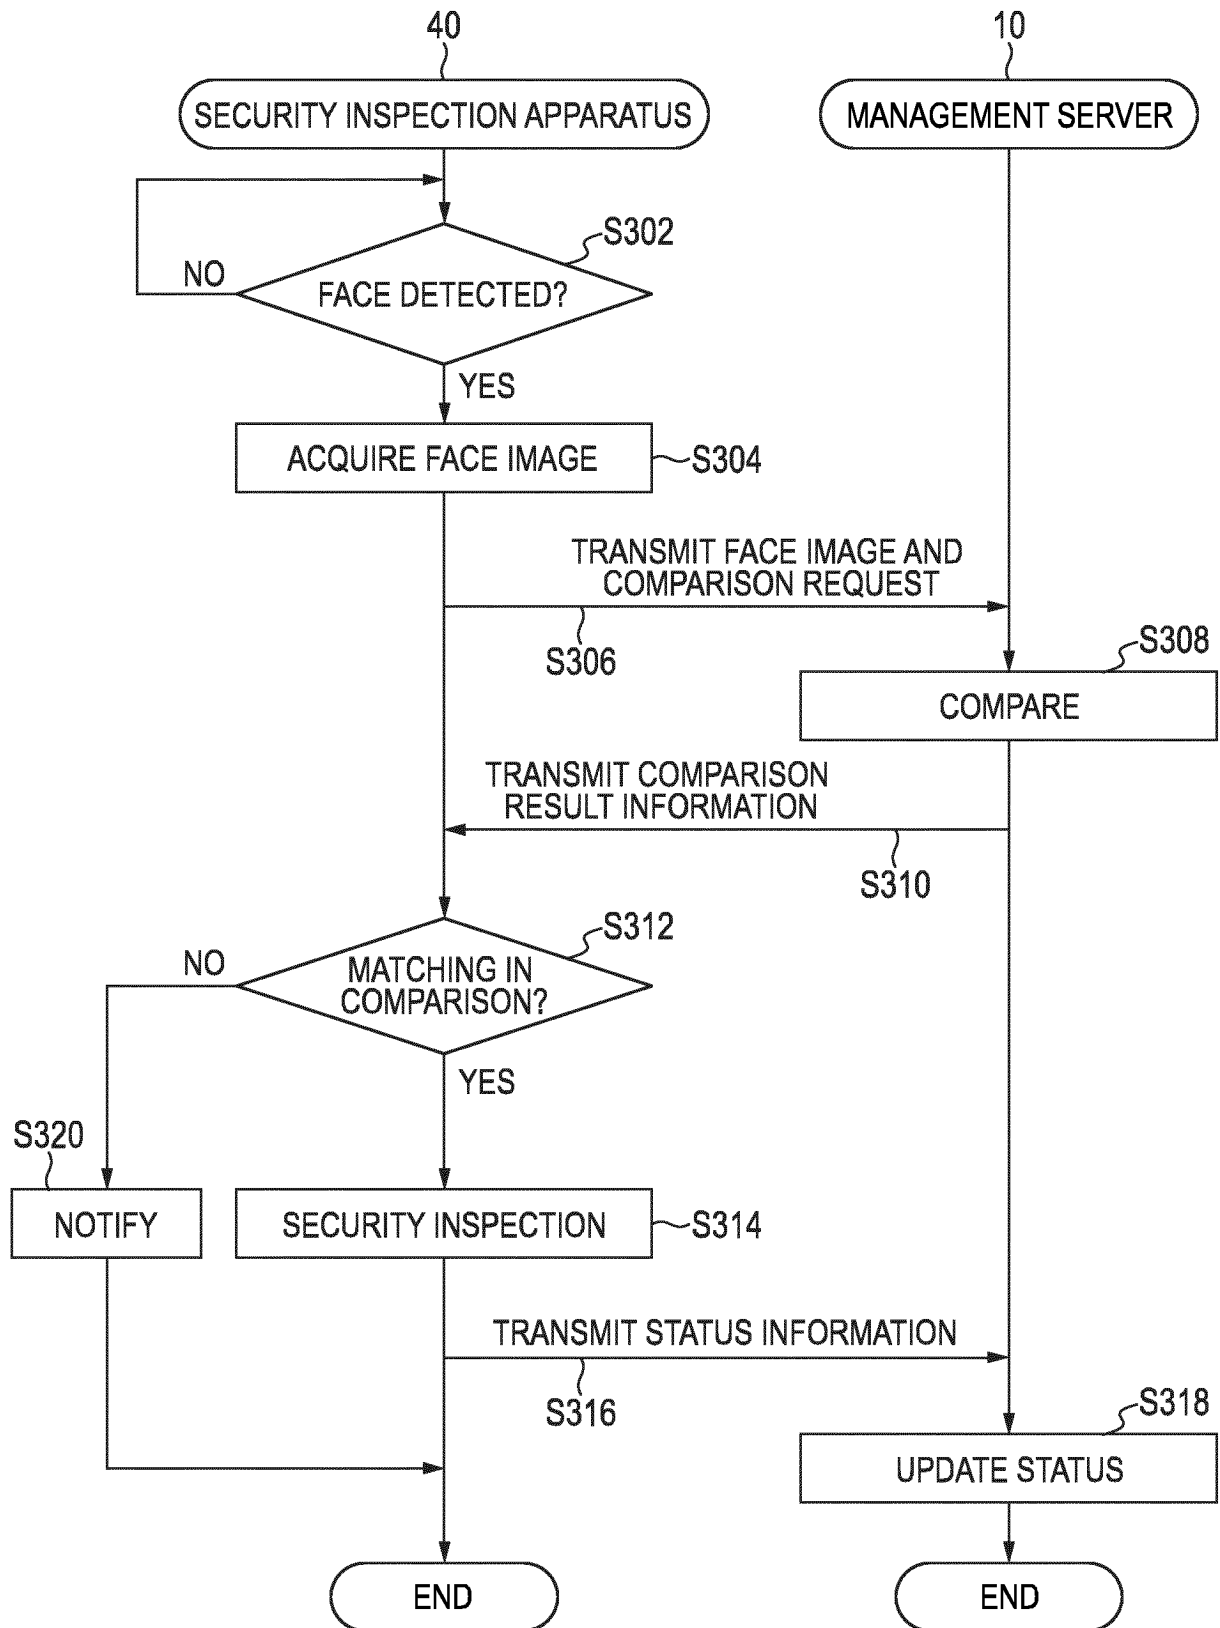 40
10
SECURITY INSPECTION APPARATUS
MANAGEMENT SERVER
S302
NO
FACE DETECTED?
YES
ACQUIRE FACE IMAGE
S304
TRANSMIT FACE IMAGE AND
COMPARISON REQUEST
S306
S308
COMPARE
TRANSMIT COMPARISON
RESULT INFORMATION
S310
S312
NO
MATCHING IN
COMPARISON?
YES
S320
NOTIFY
SECURITY INSPECTION
S314
TRANSMIT STATUS INFORMATION
S316
S318
UPDATE STATUS
END
END